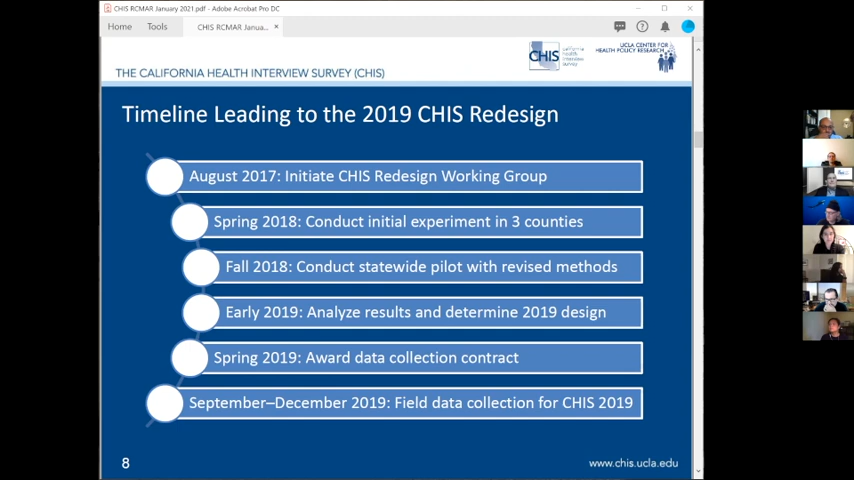 CHIS RCMAR January 2021.pdf - Adobe Acrobat Pro DC
Home Tools CHIS RCMAR Janua... ×
CHIS california health interview survey
UCLA CENTER FOR
HEALTH POLICY RESEARCH
THE CALIFORNIA HEALTH INTERVIEW SURVEY (CHIS)
Timeline Leading to the 2019 CHIS Redesign
August 2017: Initiate CHIS Redesign Working Group
Spring 2018: Conduct initial experiment in 3 counties
Fall 2018: Conduct statewide pilot with revised methods
Early 2019: Analyze results and determine 2019 design
Spring 2019: Award data collection contract
September–December 2019: Field data collection for CHIS 2019
8
www.chis.ucla.edu